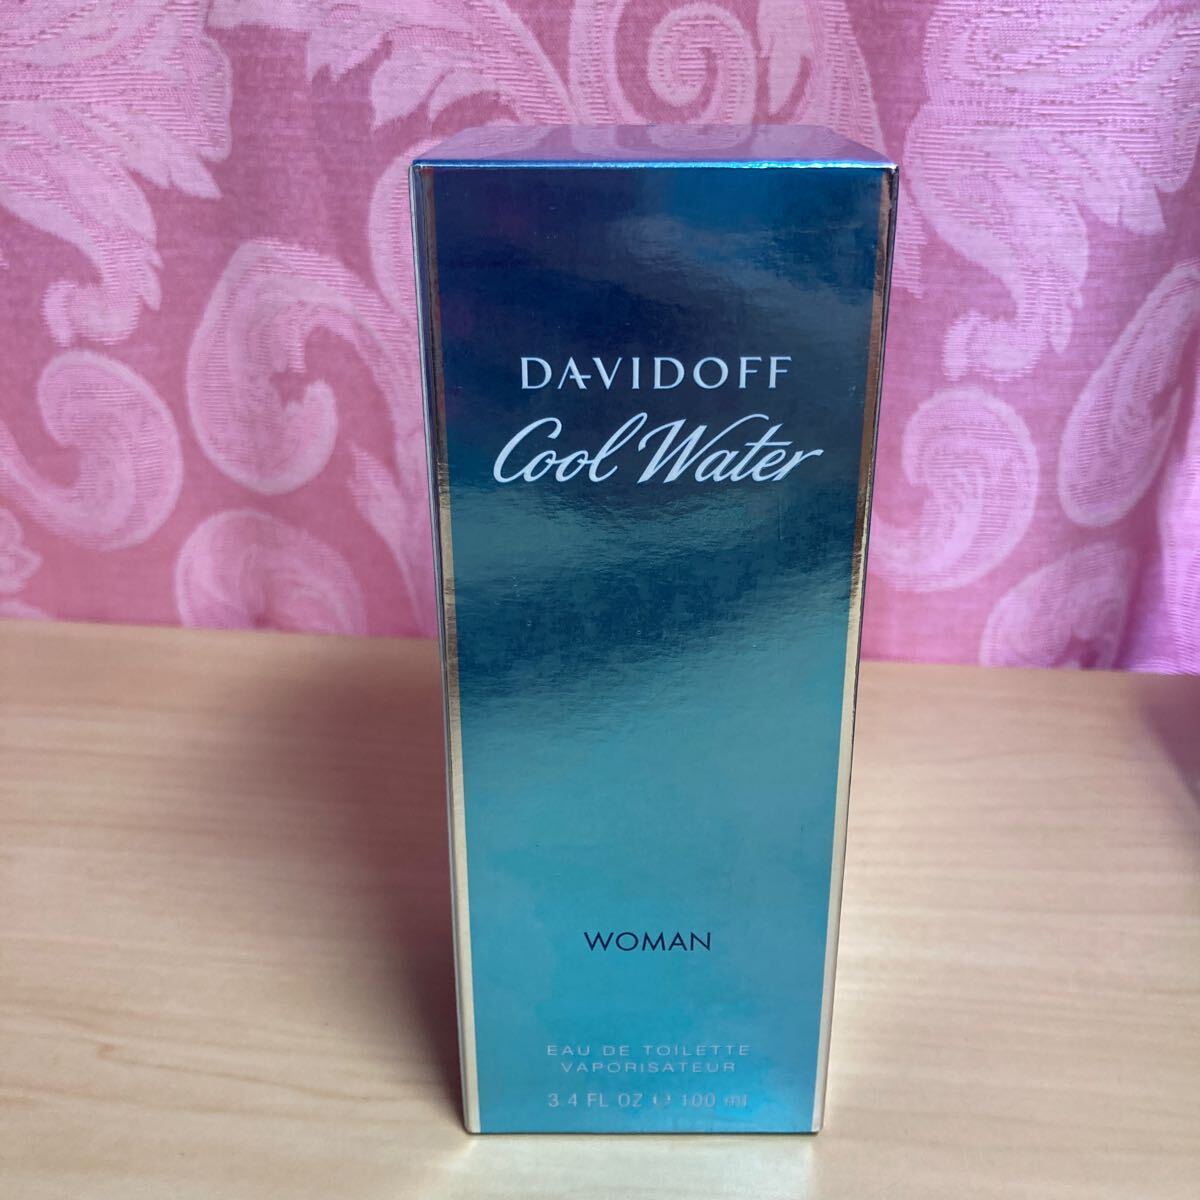 DAVIDOFF
Cool Water
WOMAN
EAU DE TOILETTE
VAPORISATEUR
3.4 FL OZ ℮ 100 ml